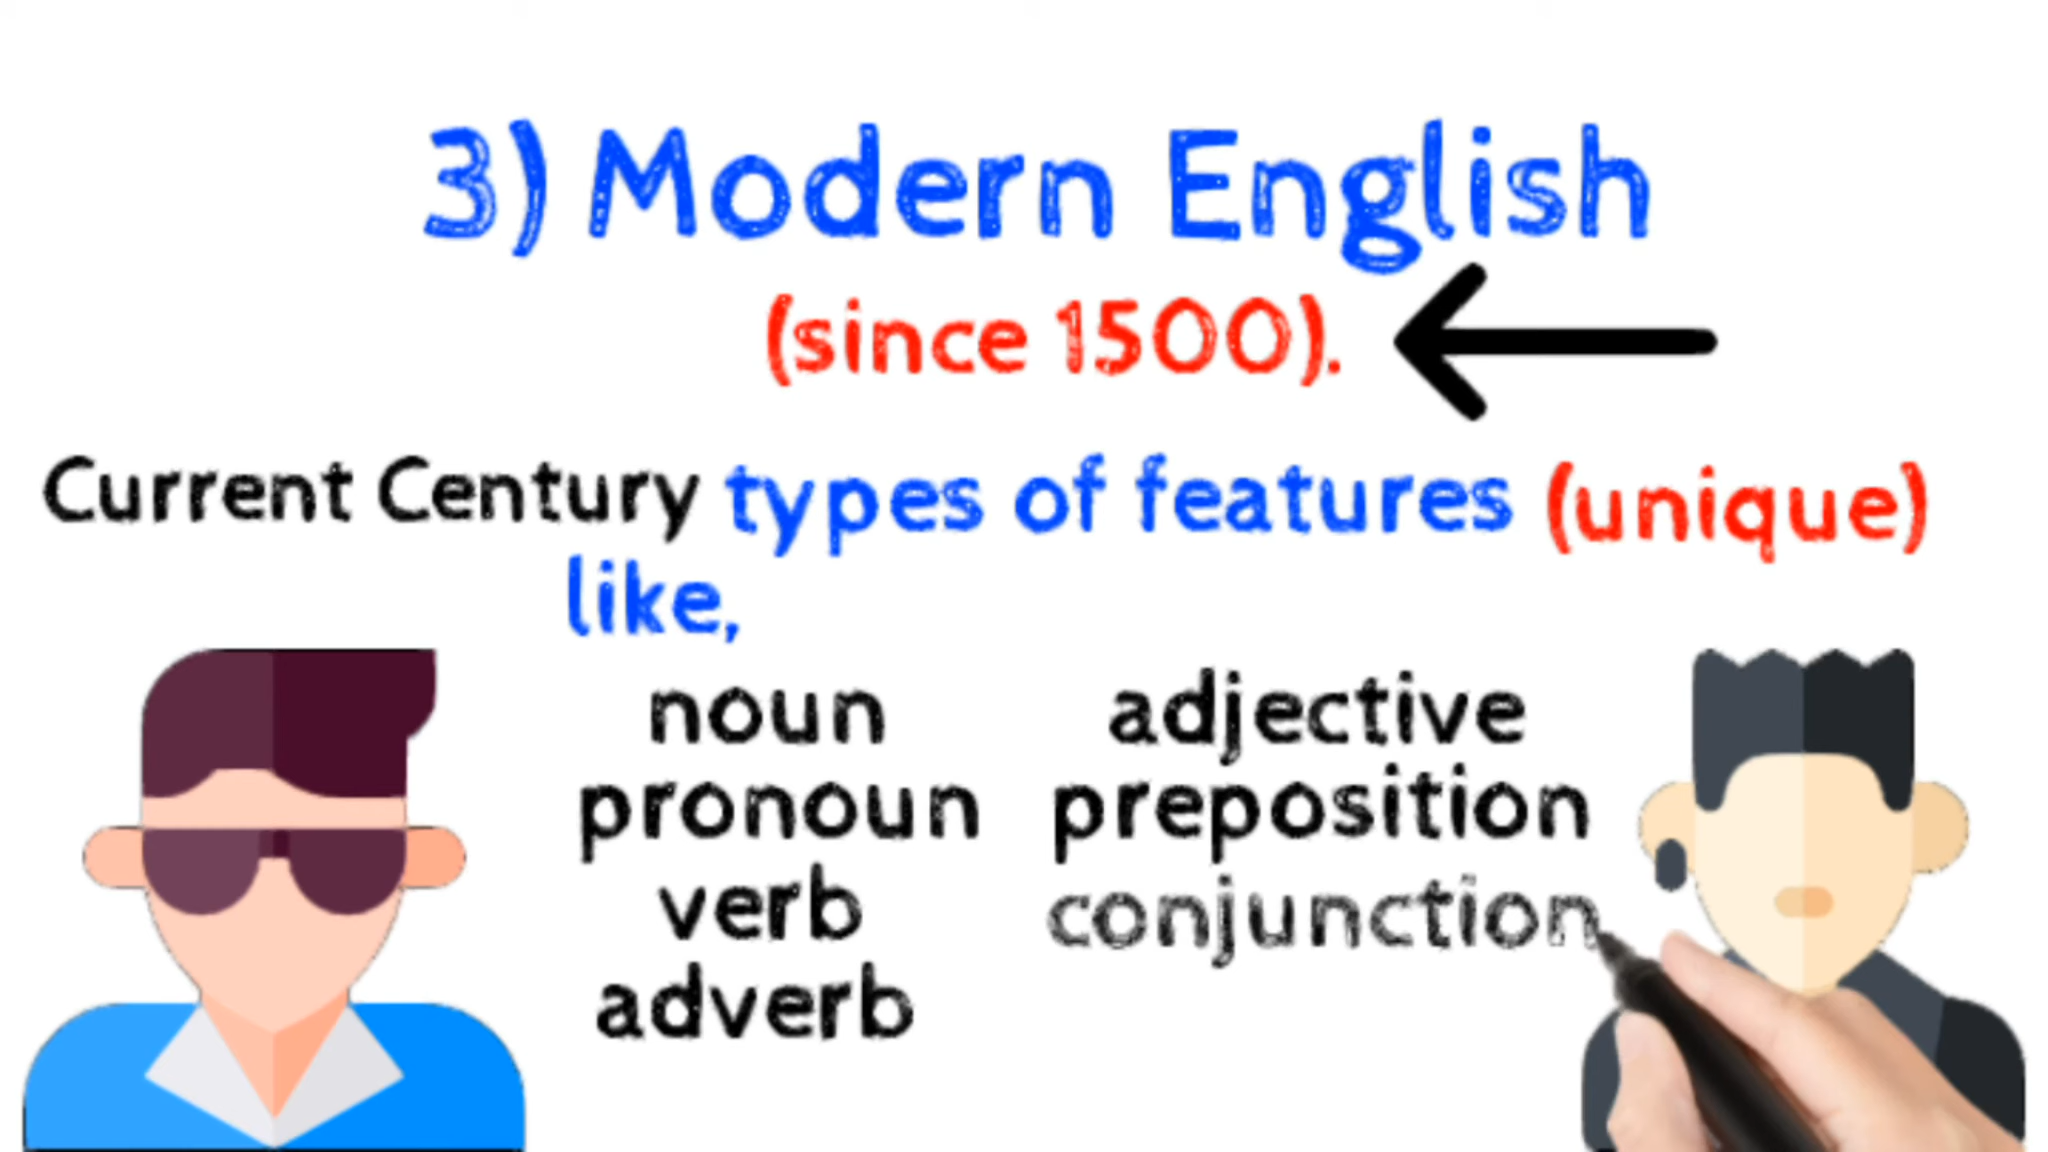 3) Modern English
(since 1500).
Current Century types of features (unique)
like,
noun
pronoun
verb
adverb
adjective
preposition
conjunction